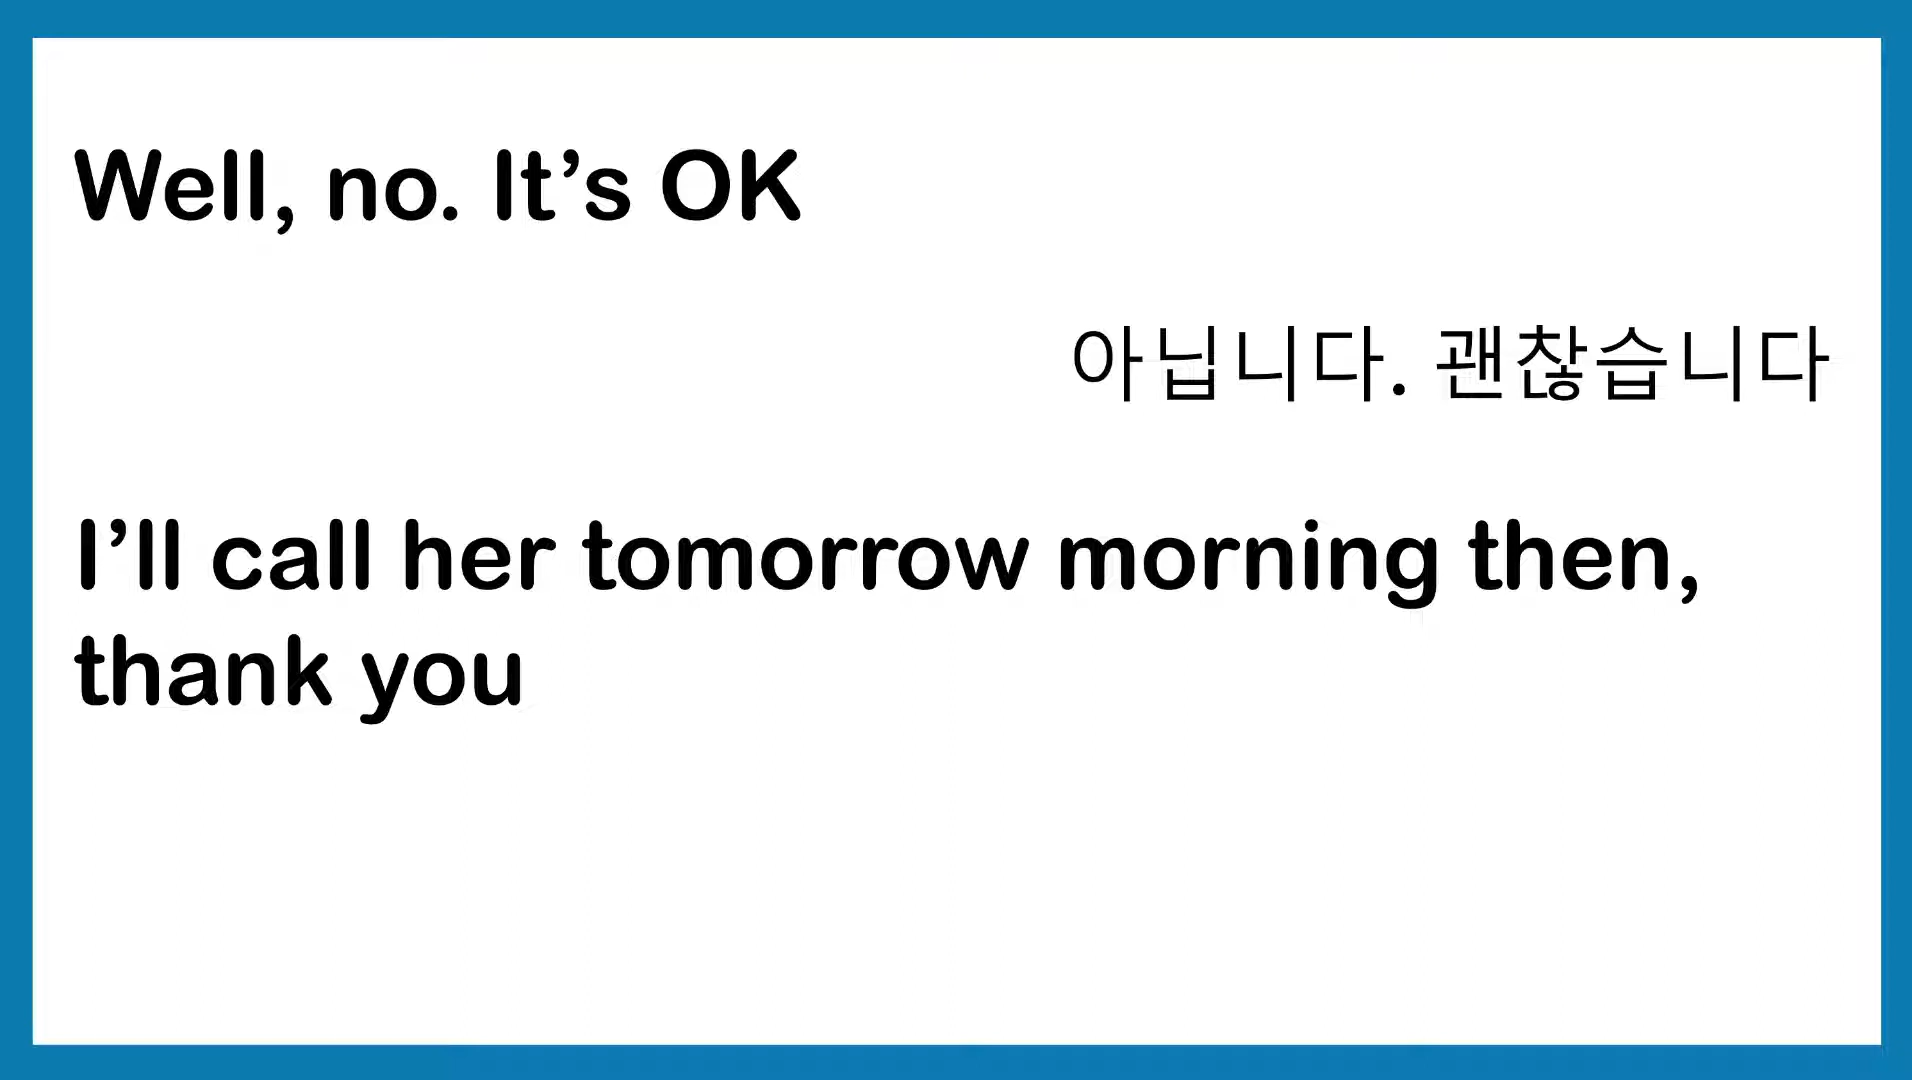 Well, no. It’s OK
아닙니다. 괜찮습니다
I’ll call her tomorrow morning then,
thank you